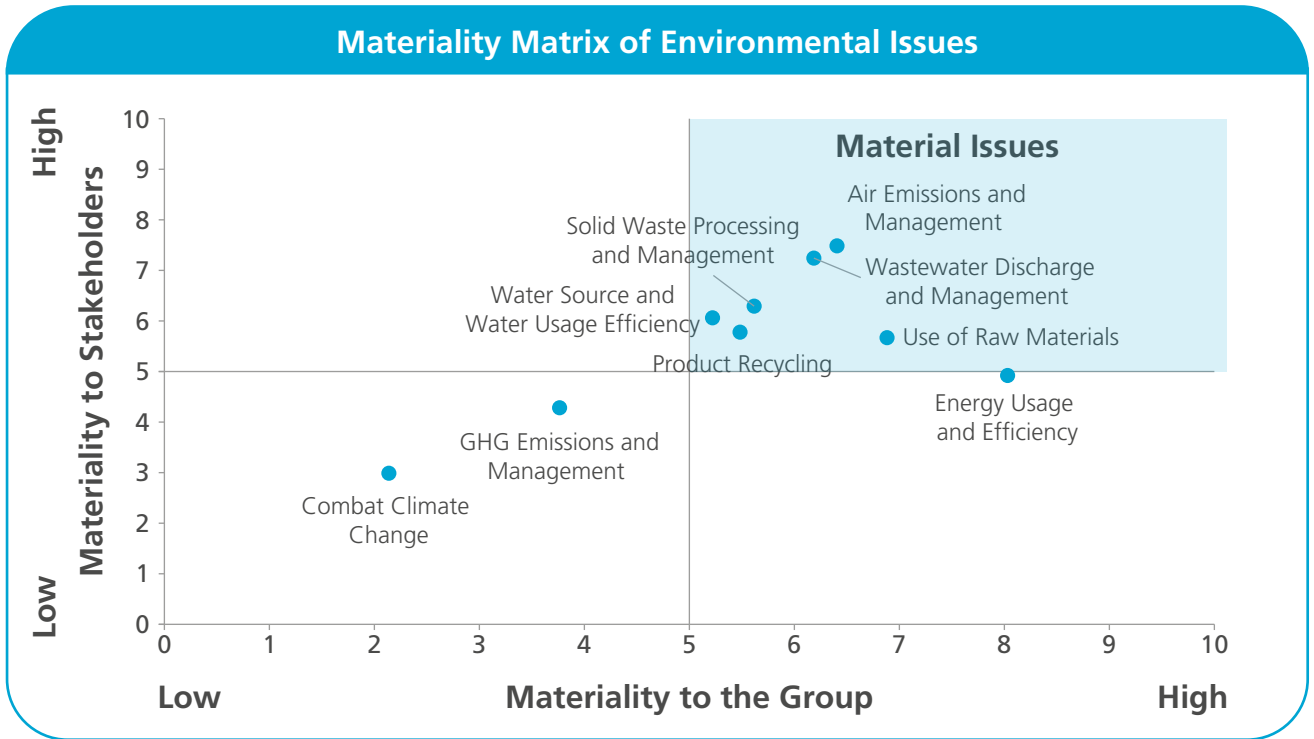 Materiality Matrix of Environmental Issues
High
Materiality to Stakeholders
Low
10
9
8
7
6
5
4
3
2
1
0
Material Issues
Air Emissions and
Management
Solid Waste Processing
and Management
Wastewater Discharge
and Management
Water Source and
Water Usage Efficiency
Use of Raw Materials
Product Recycling
Energy Usage
and Efficiency
GHG Emissions and
Management
Combat Climate
Change
0 1 2 3 4 5 6 7 8 9 10
Low Materiality to the Group High